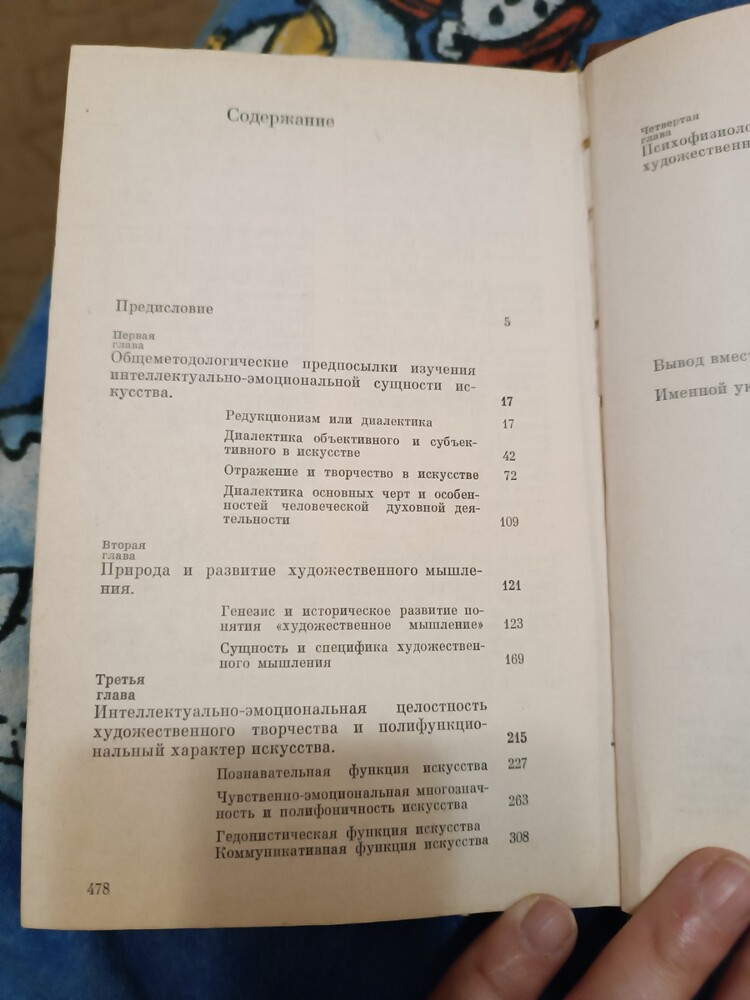 Содержание
Предисловие 5
Первая
глава
Общеметодологические предпосылки изучения
интеллектуально-эмоциональной сущности ис-
кусства. 17
Редукционизм или диалектика 17
Диалектика объективного и субъек-
тивного в искусстве 42
Отражение и творчество в искусстве 72
Диалектика основных черт и особен-
ностей человеческой духовной дея-
тельности 109
Вторая
глава
Природа и развитие художественного мышле-
ния. 121
Генезис и историческое развитие по-
нятия «художественное мышление» 123
Сущность и специфика художествен-
ного мышления 169
Третья
глава
Интеллектуально-эмоциональная целостность
художественного творчества и полифункцио-
нальный характер искусства. 215
Познавательная функция искусства 227
Чувственно-эмоциональная многознач-
ность и полифоничность искусства 263
Гедонистическая функция искусства
Коммуникативная функция искусства 308
478
Четвертая
глава
Психофизиоло
художественн
Вывод вмест
Именной ук